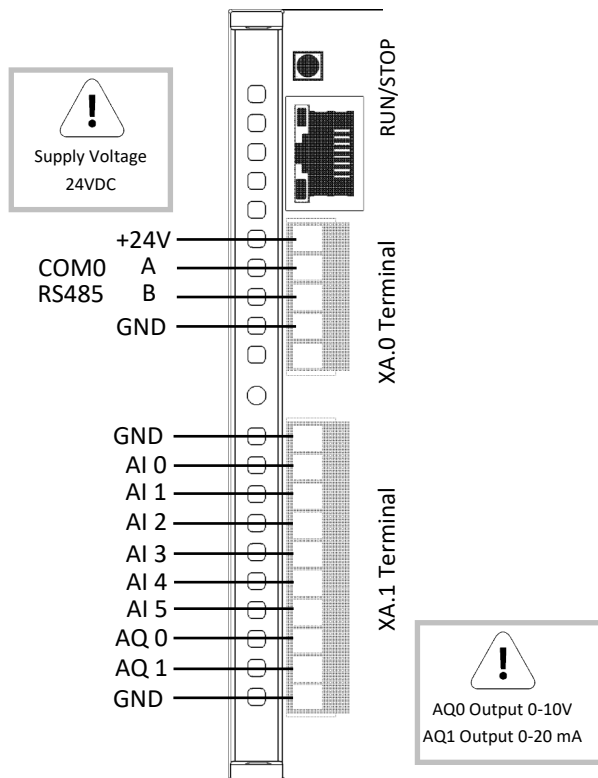 RUN/STOP
!
Supply Voltage
24VDC
+24V
COM0 A
RS485 B
GND
XA.0 Terminal
GND
AI 0
AI 1
AI 2
AI 3
AI 4
AI 5
AQ 0
AQ 1
GND
XA.1 Terminal
!
AQ0 Output 0-10V
AQ1 Output 0-20 mA